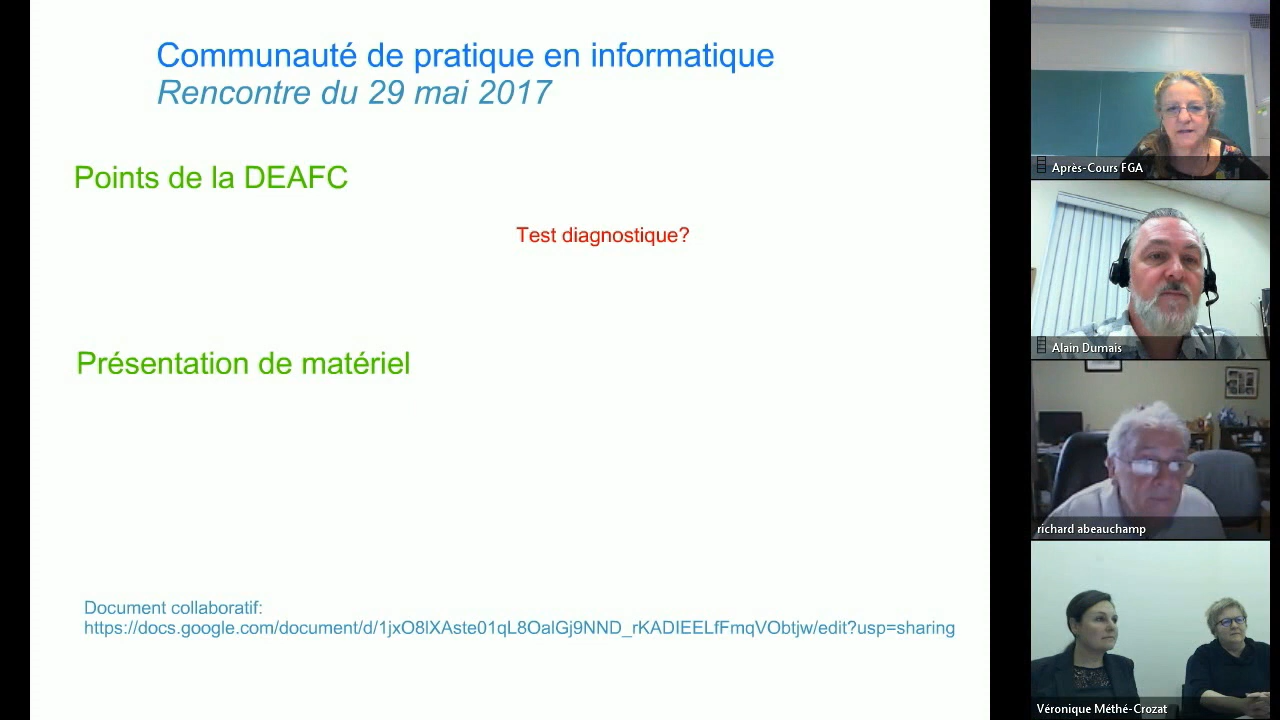 Communauté de pratique en informatique
Rencontre du 29 mai 2017
Points de la DEAFC
Test diagnostique?
Présentation de matériel
Document collaboratif:
https://docs.google.com/document/d/1jxO8lXAste01qL8OalGj9NND_rKADIEELfFmqVObtjw/edit?usp=sharing
Après-Cours FGA
Alain Dumais
richard abeauchamp
Véronique Méthé-Crozat